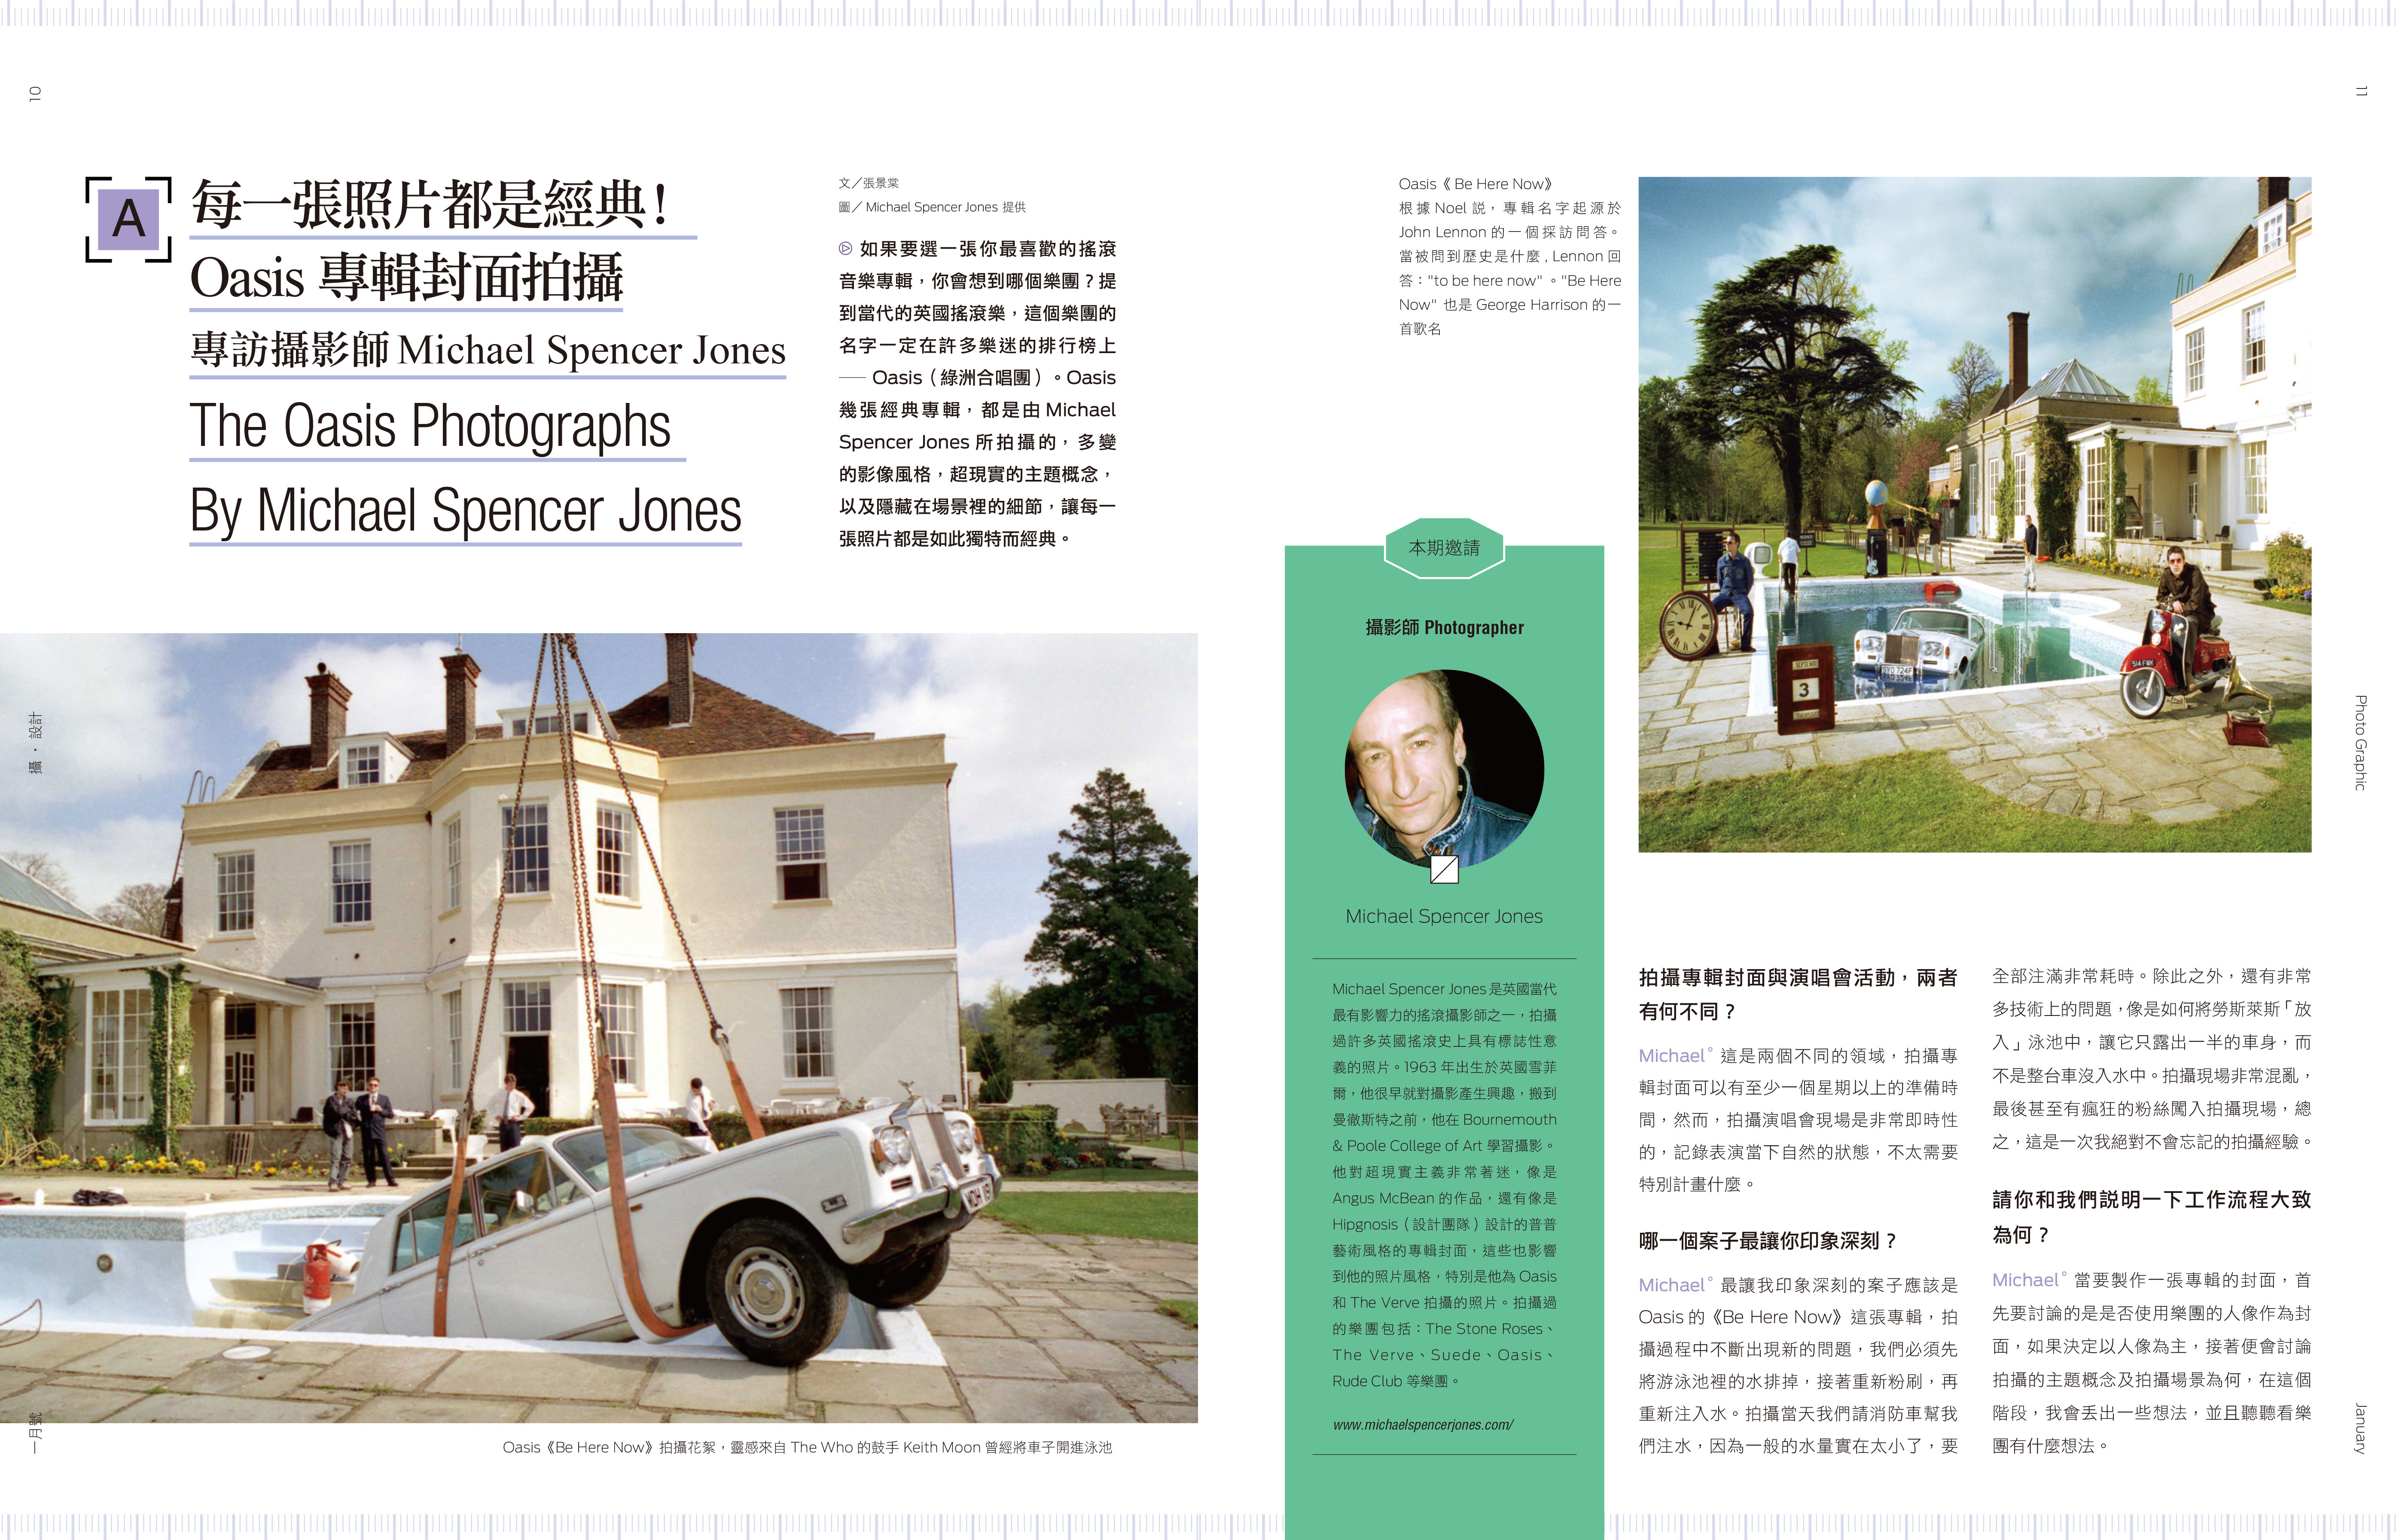 10
A
每一張照片都是經典！
Oasis 專輯封面拍攝
專訪攝影師 Michael Spencer Jones
The Oasis Photographs
By Michael Spencer Jones
文／張景棠
圖／Michael Spencer Jones 提供
如果要選一張你最喜歡的搖滾
音樂專輯，你會想到哪個樂團？提
到當代的英國搖滾樂，這個樂團的
名字一定在許多樂迷的排行榜上
—— Oasis（綠洲合唱團）。Oasis
幾張經典專輯，都是由 Michael
Spencer Jones 所拍攝的，多變
的影像風格，超現實的主題概念，
以及隱藏在場景裡的細節，讓每一
張照片都是如此獨特而經典。
攝・設計
一月號
Oasis《Be Here Now》拍攝花絮，靈感來自 The Who 的鼓手 Keith Moon 曾經將車子開進泳池
Oasis《Be Here Now》
根據 Noel 説，專輯名字起源於
John Lennon 的一個採訪問答。
當被問到歷史是什麼 , Lennon 回
答："to be here now" 。"Be Here
Now" 也是 George Harrison 的一
首歌名
本期邀請
攝影師 Photographer
Michael Spencer Jones
Michael Spencer Jones 是英國當代
最有影響力的搖滾攝影師之一，拍攝
過許多英國搖滾史上具有標誌性意
義的照片。1963 年出生於英國雪菲
爾，他很早就對攝影產生興趣，搬到
曼徹斯特之前，他在 Bournemouth
& Poole College of Art 學習攝影。
他對超現實主義非常著迷，像是
Angus McBean 的作品，還有像是
Hipgnosis（設計團隊）設計的普普
藝術風格的專輯封面，這些也影響
到他的照片風格，特別是他為 Oasis
和 The Verve 拍攝的照片。拍攝過
的樂團包括：The Stone Roses、
The Verve、Suede、Oasis、
Rude Club 等樂團。
www.michaelspencerjones.com/
SEPTEMBE
3
SYO 724F
514 FWK
拍攝專輯封面與演唱會活動，兩者
有何不同？
Michael° 這是兩個不同的領域，拍攝專
輯封面可以有至少一個星期以上的準備時
間，然而，拍攝演唱會現場是非常即時性
的，記錄表演當下自然的狀態，不太需要
特別計畫什麼。
哪一個案子最讓你印象深刻？
Michael° 最讓我印象深刻的案子應該是
Oasis 的《Be Here Now》這張專輯，拍
攝過程中不斷出現新的問題，我們必須先
將游泳池裡的水排掉，接著重新粉刷，再
重新注入水。拍攝當天我們請消防車幫我
們注水，因為一般的水量實在太小了，要
全部注滿非常耗時。除此之外，還有非常
多技術上的問題，像是如何將勞斯萊斯「放
入」泳池中，讓它只露出一半的車身，而
不是整台車沒入水中。拍攝現場非常混亂，
最後甚至有瘋狂的粉絲闖入拍攝現場，總
之，這是一次我絕對不會忘記的拍攝經驗。
請你和我們説明一下工作流程大致
為何？
Michael° 當要製作一張專輯的封面，首
先要討論的是是否使用樂團的人像作為封
面，如果決定以人像為主，接著便會討論
拍攝的主題概念及拍攝場景為何，在這個
階段，我會丟出一些想法，並且聽聽看樂
團有什麼想法。
11
Photo Graphic
January